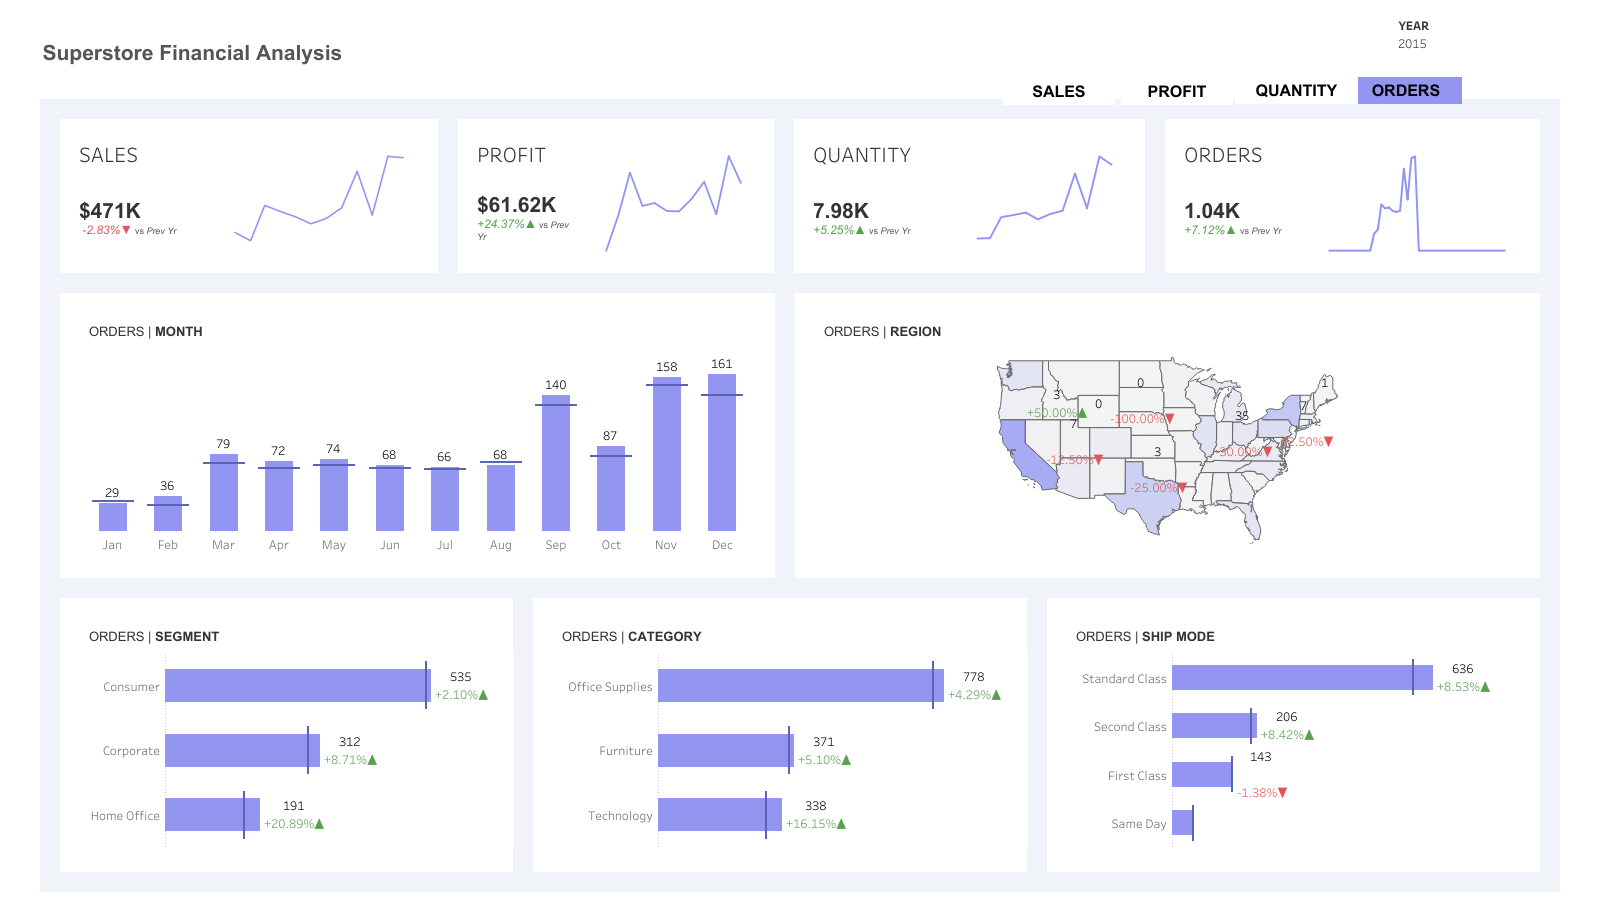 YEAR
2015
Superstore Financial Analysis
SALES PROFIT QUANTITY ORDERS
SALES
$471K
-2.83%▼ vs Prev Yr
PROFIT
$61.62K
+24.37%▲ vs Prev
Yr
QUANTITY
7.98K
+5.25%▲ vs Prev Yr
ORDERS
1.04K
+7.12%▲ vs Prev Yr
ORDERS | MONTH
29 36 79 72 74 68 66 68 140 87 158 161
Jan Feb Mar Apr May Jun Jul Aug Sep Oct Nov Dec
ORDERS | REGION
0
1
3
0
7
+50.00%▲
-100.00%▼
35
7
-12.50%▼
3
-30.00%▼
2.50%▼
-25.00%▼
ORDERS | SEGMENT
Consumer 535
+2.10%▲
Corporate 312
+8.71%▲
Home Office 191
+20.89%▲
ORDERS | CATEGORY
Office Supplies 778
+4.29%▲
Furniture 371
+5.10%▲
Technology 338
+16.15%▲
ORDERS | SHIP MODE
Standard Class 636
+8.53%▲
Second Class 206
+8.42%▲
First Class 143
-1.38%▼
Same Day